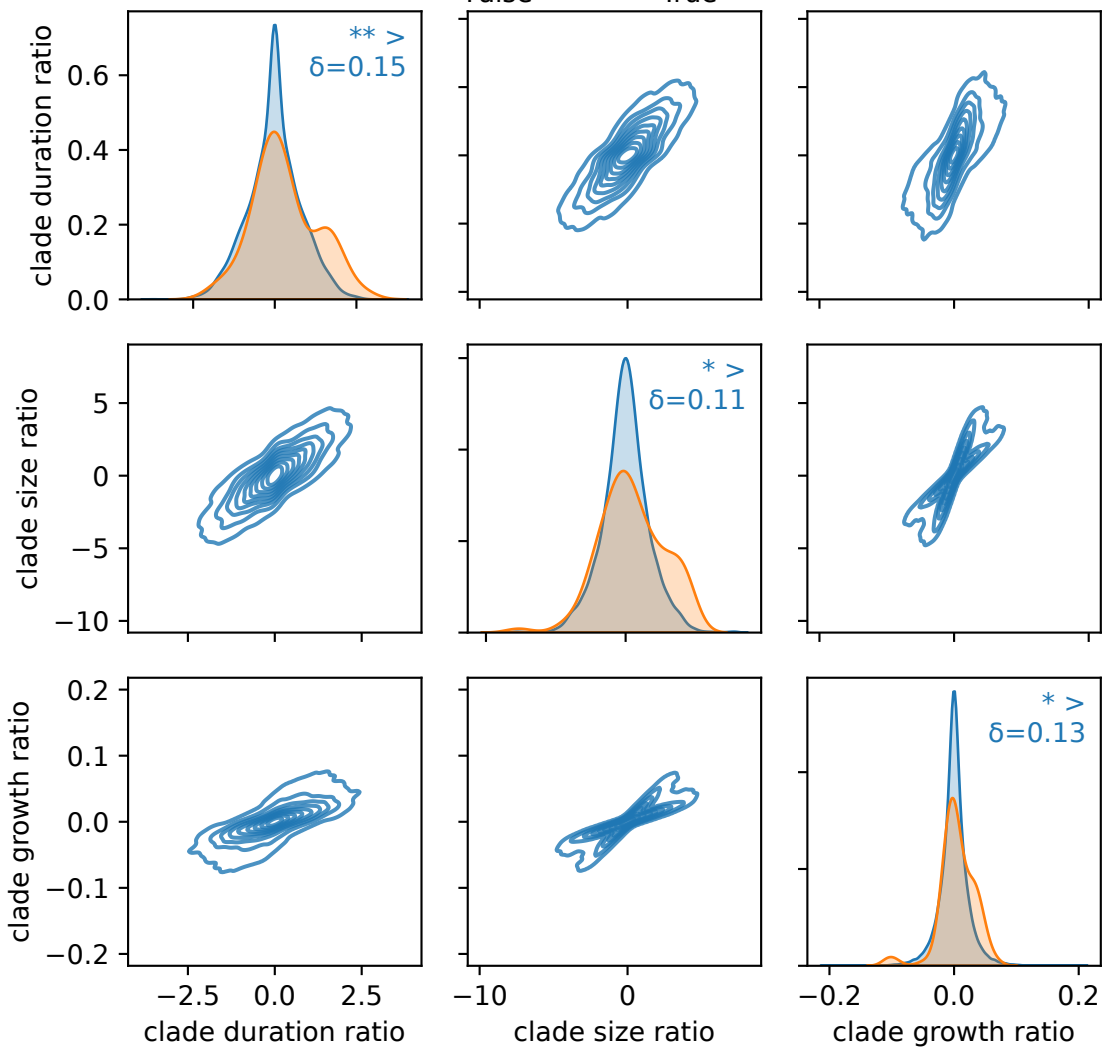 True
clade duration ratio
0.6
0.4
0.2
0.0
** >
δ=0.15
clade size ratio
5
0
−5
−10
* >
δ=0.11
clade growth ratio
0.2
0.1
0.0
−0.1
−0.2
* >
δ=0.13
−2.5 0.0 2.5
−10 0
−0.2 0.0 0.2
clade duration ratio
clade size ratio
clade growth ratio